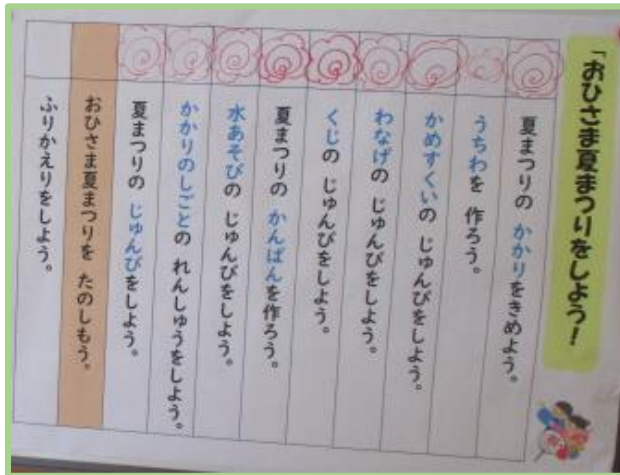 「おひさま夏まつりをしよう!
夏まつりの かかりをきめよう。
うちわを 作ろう。
かめすくいの じゅんびをしよう。
わなげの じゅんびをしよう。
くじの じゅんびをしよう。
夏まつりの かんばんを作ろう。
水あそびの じゅんびをしよう。
かかりのしごとの れんしゅうをしよう。
夏まつりの じゅんびをしよう。
おひさま夏まつりを たのしもう。
ふりかえりをしよう。